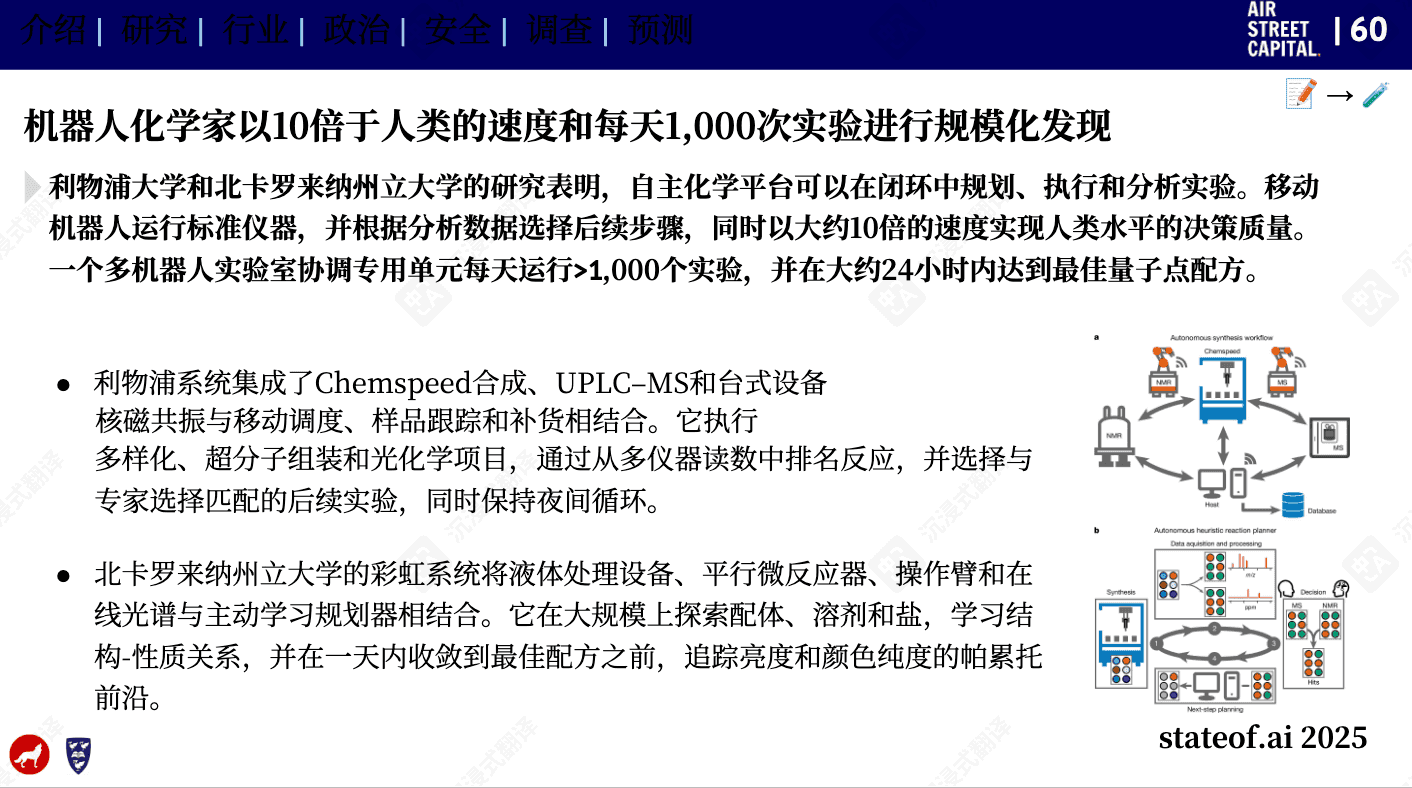 介绍 | 研究 | 行业 | 政治 | 安全 | 调查 | 预测
AIR
STREET
CAPITAL.
| 60
机器人化学家以10倍于人类的速度和每天1,000次实验进行规模化发现
利物浦大学和北卡罗来纳州立大学的研究表明，自主化学平台可以在闭环中规划、执行和分析实验。移动
机器人运行标准仪器，并根据分析数据选择后续步骤，同时以大约10倍的速度实现人类水平的决策质量。
一个多机器人实验室协调专用单元每天运行>1,000个实验，并在大约24小时内达到最佳量子点配方。
● 利物浦系统集成了Chemspeed合成、UPLC–MS和台式设备
核磁共振与移动调度、样品跟踪和补货相结合。它执行
多样化、超分子组装和光化学项目，通过从多仪器读数中排名反应，并选择与
专家选择匹配的后续实验，同时保持夜间循环。
● 北卡罗来纳州立大学的彩虹系统将液体处理设备、平行微反应器、操作臂和在
线光谱与主动学习规划器相结合。它在大规模上探索配体、溶剂和盐，学习结
构-性质关系，并在一天内收敛到最佳配方之前，追踪亮度和颜色纯度的帕累托
前沿。
a
Autonomous synthesis workflow
Chemspeed
NMR
MS
NMR
MS
Host
Database
b
Autonomous heuristic reaction planner
Data aquisition and processing
m/z
ppm
Synthesis
Decision
MS
NMR
1
2
3
4
Hits
Next-step planning
stateof.ai 2025
沉浸式翻译